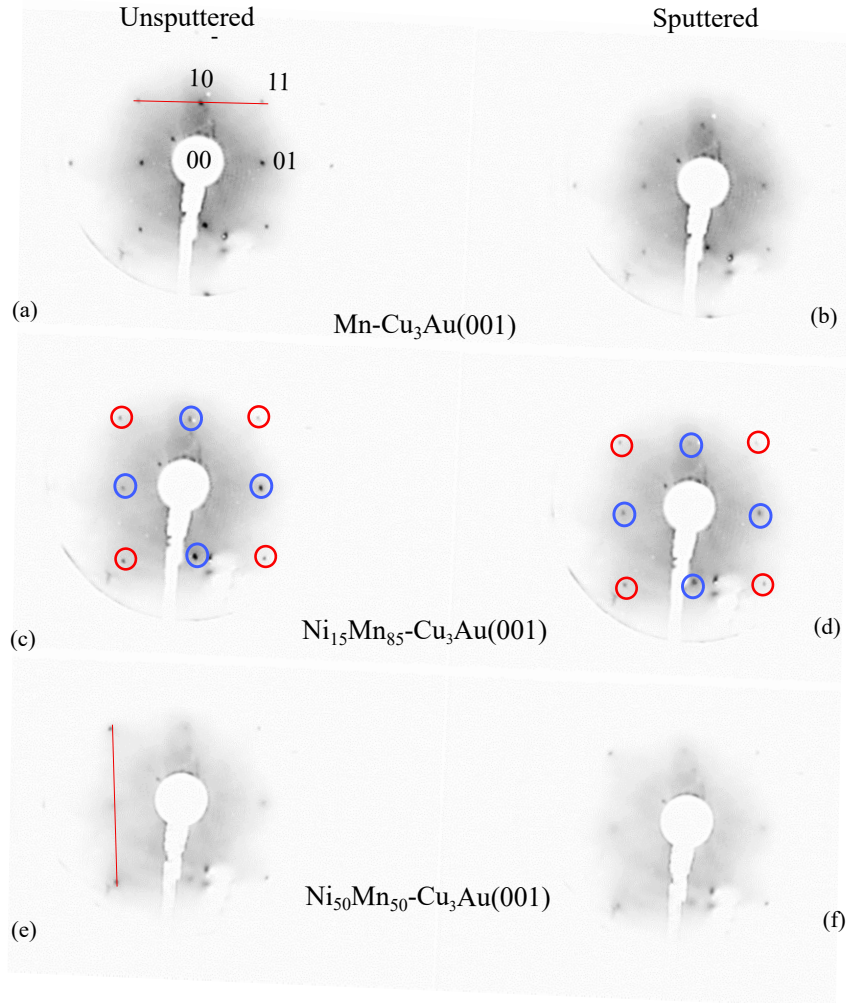 Unsputtered
Sputtered
-
10
11
00
01
(a)
(b)
Mn-Cu₃Au(001)
(c)
(d)
Ni₁₅Mn₈₅-Cu₃Au(001)
(e)
(f)
Ni₅₀Mn₅₀-Cu₃Au(001)